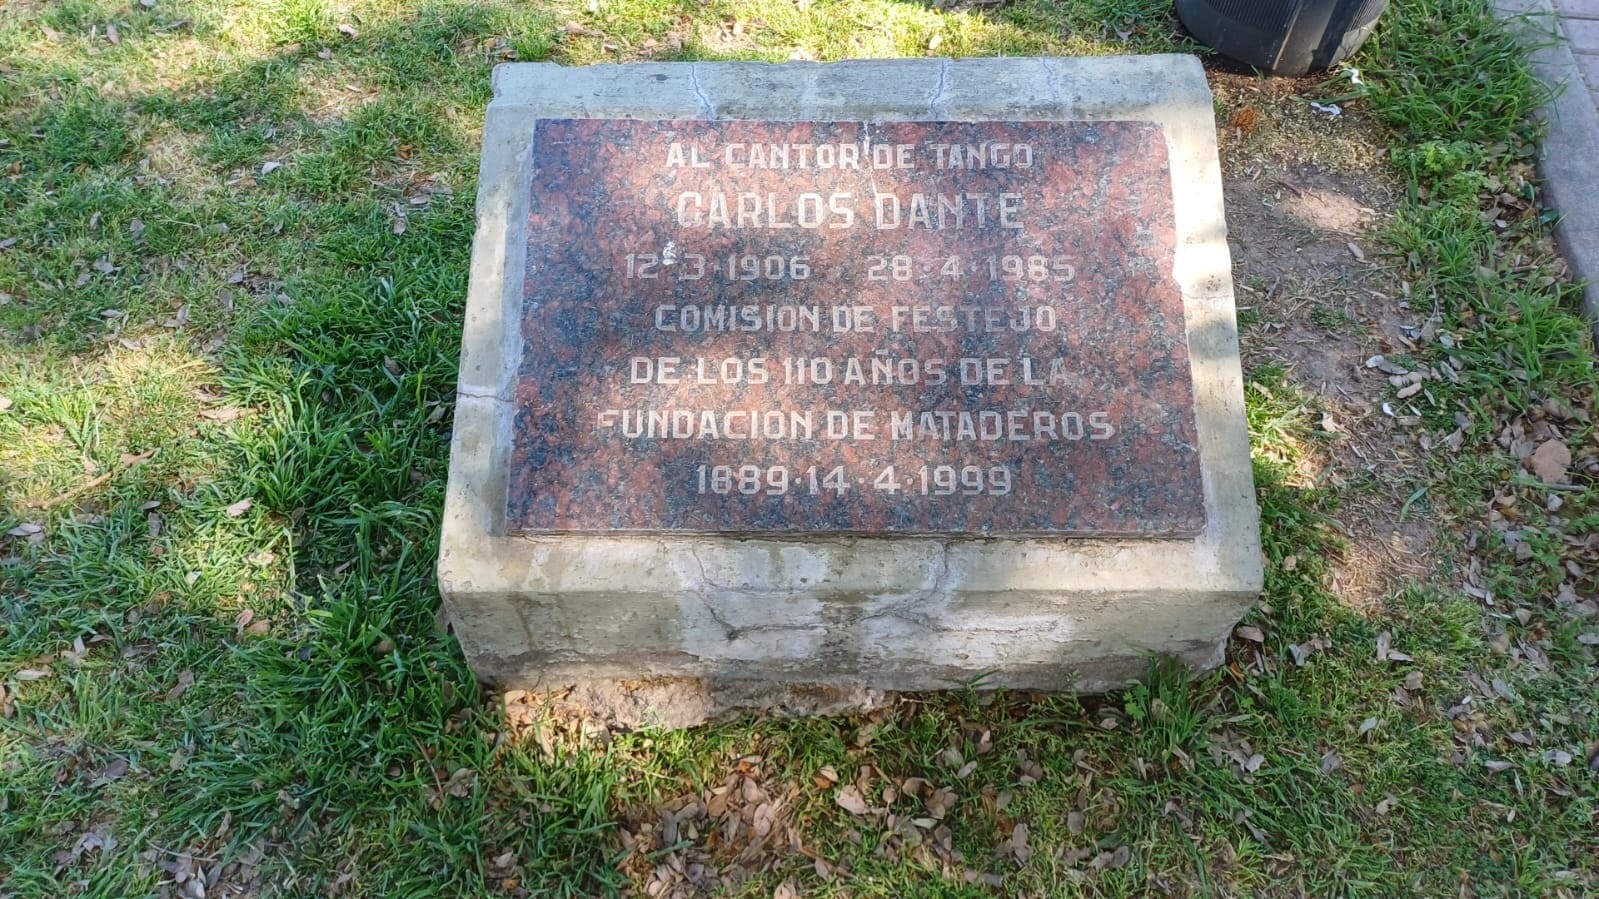 AL CANTOR DE TANGO
CARLOS DANTE
12·3·1906 28·4·1985
COMISION DE FESTEJO
DE LOS 110 AÑOS DE LA
FUNDACION DE MATADEROS
1889·14·4·1999